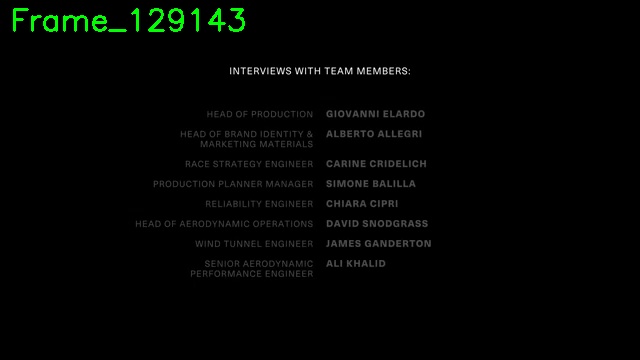 Frame_129143
INTERVIEWS WITH TEAM MEMBERS:
HEAD OF PRODUCTION GIOVANNI ELARDO
HEAD OF BRAND IDENTITY & ALBERTO ALLEGRI
MARKETING MATERIALS
RACE STRATEGY ENGINEER CARINE CRIDELICH
PRODUCTION PLANNER MANAGER SIMONE BALILLA
RELIABILITY ENGINEER CHIARA CIPRI
HEAD OF AERODYNAMIC OPERATIONS DAVID SNODGRASS
WIND TUNNEL ENGINEER JAMES GANDERTON
SENIOR AERODYNAMIC ALI KHALID
PERFORMANCE ENGINEER